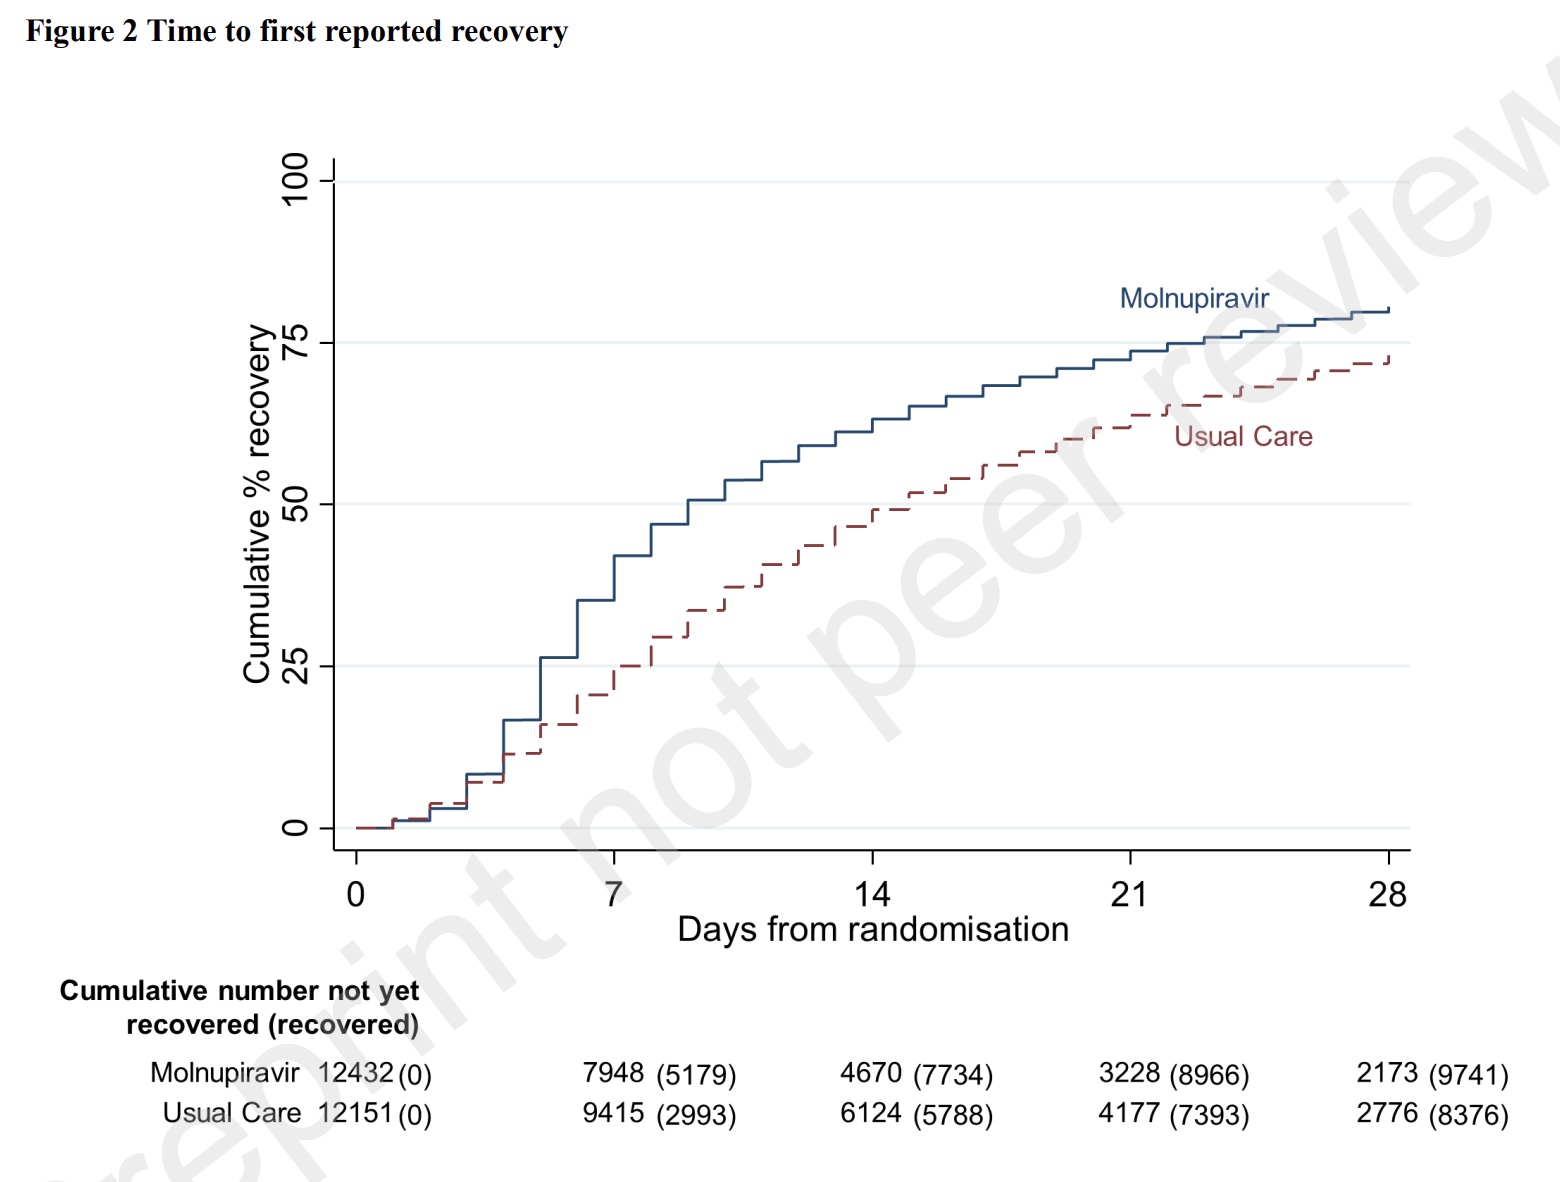 Figure 2 Time to first reported recovery
100
75
50
25
0
Cumulative % recovery
Molnupiravir
Usual Care
0 7 14 21 28
Days from randomisation
Cumulative number not yet
recovered (recovered)
Molnupiravir 12432 (0) 7948 (5179) 4670 (7734) 3228 (8966) 2173 (9741)
Usual Care 12151 (0) 9415 (2993) 6124 (5788) 4177 (7393) 2776 (8376)
reprint not peer review